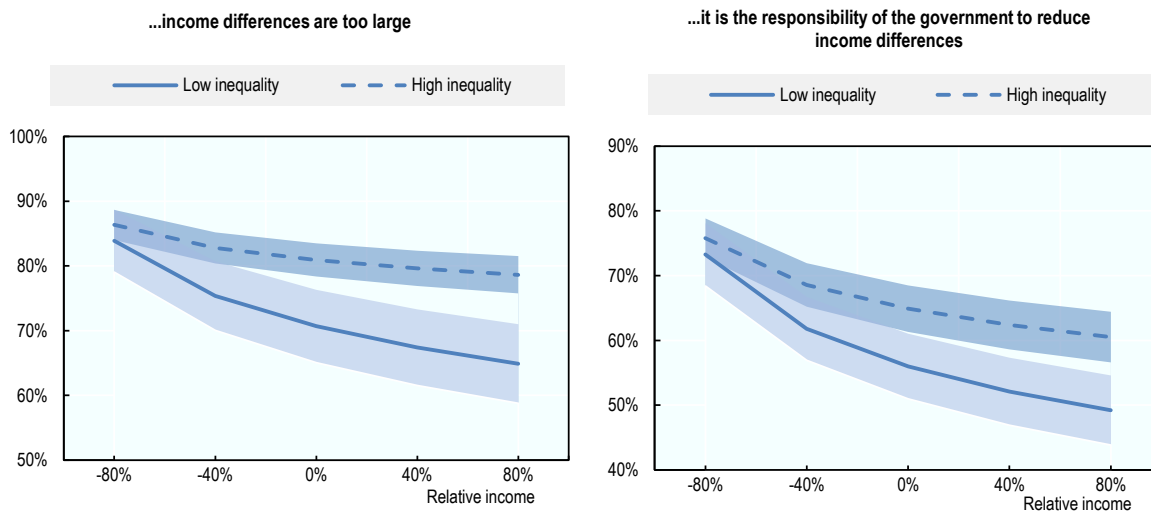 ...income differences are too large
Low inequality
High inequality
100%
90%
80%
70%
60%
50%
-80%
-40%
0%
40%
80%
Relative income
...it is the responsibility of the government to reduce
income differences
Low inequality
High inequality
90%
80%
70%
60%
50%
40%
-80%
-40%
0%
40%
80%
Relative income